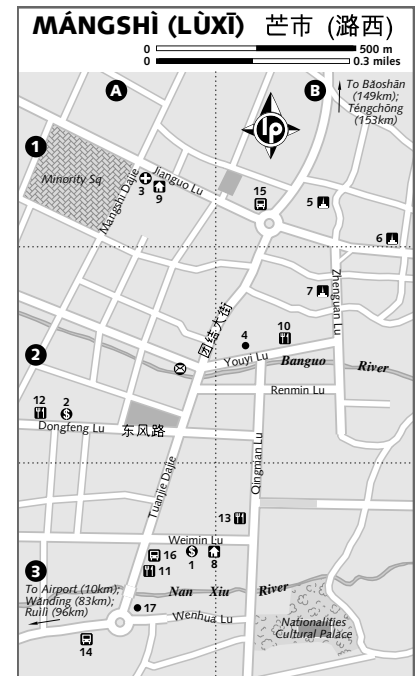 MÁNGSHÌ (LÙXĪ) 芒市 (潞西)
0 500 m
0 0.3 miles
A
B
To Bǎoshān
(149km);
Téngchōng
(153km)
lp
1
Minority Sq
Mangshi Dajie
Jianguo Lu
3
9
15
5
6
7
Zhenguan Lu
团结大街
4
10
2
Youyi Lu
Banguo River
Renmin Lu
12
2
Dongfeng Lu
东风路
Tuanjie Dajie
Qingnian Lu
13
Weimin Lu
16
1
8
11
3
To Airport (10km);
Wǎndīng (83km);
Ruìlì (96km)
Nan Xiu River
17
Wenhua Lu
14
Nationalities
Cultural Palace